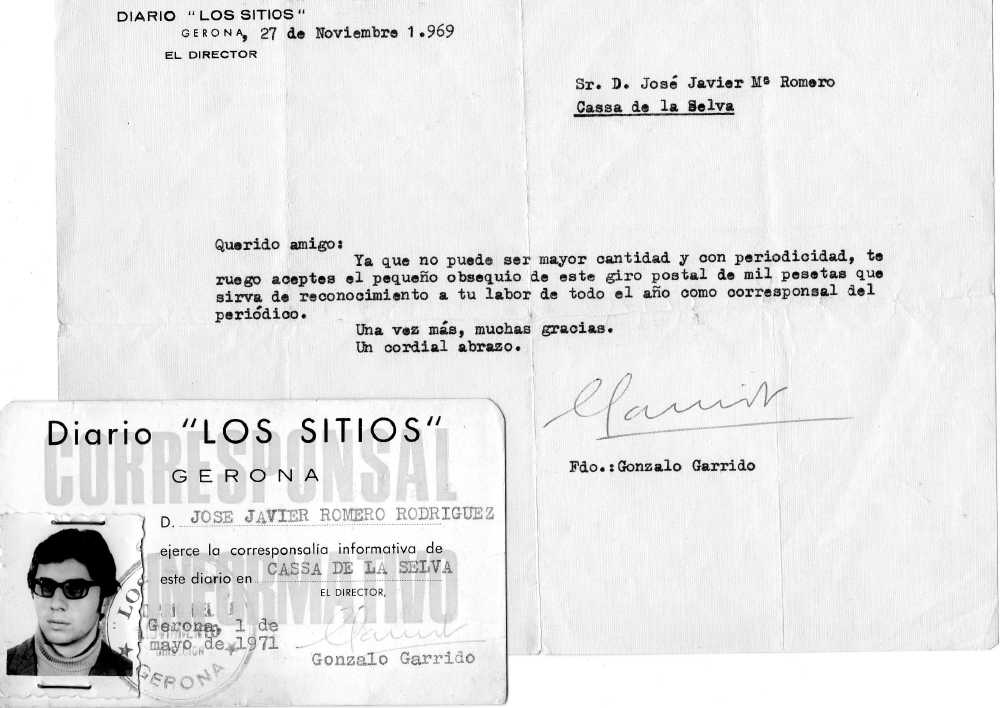 DIARIO "LOS SITIOS"
GERONA, 27 de Noviembre 1.969
EL DIRECTOR
Sr. D. José Javier Mª Romero
Cassa de la Selva
Querido amigo:
Ya que no puede ser mayor cantidad y con periodicidad, te
ruego aceptes el pequeño obsequio de este giro postal de mil pesetas que
sirva de reconocimiento a tu labor de todo el año como corresponsal del
periódico.
Una vez más, muchas gracias.
Un cordial abrazo.
Fdo.:Gonzalo Garrido
Diario "LOS SITIOS"
CORRESPONSAL
GERONA
D. JOSE JAVIER ROMERO RODRIGUEZ
ejerce la corresponsalía informativa de
INFORMATIVO
este diario en CASSA DE LA SELVA
EL DIRECTOR,
Gerona, 1 de
mayo de 1971
Gonzalo Garrido
LOS
GERONA